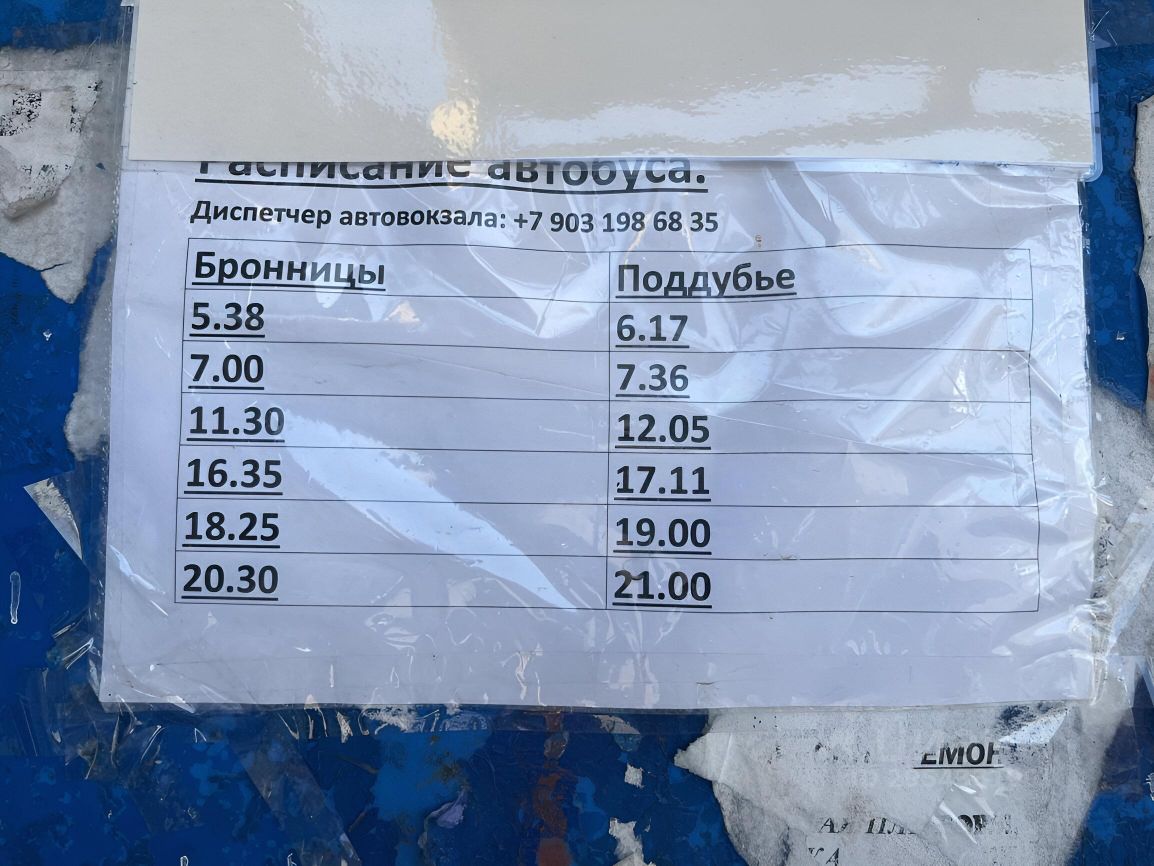 Расписание автобуса.
Диспетчер автовокзала: +7 903 198 68 35
Бронницы Поддубье
5.38 6.17
7.00 7.36
11.30 12.05
16.35 17.11
18.25 19.00
20.30 21.00
ЕМОН